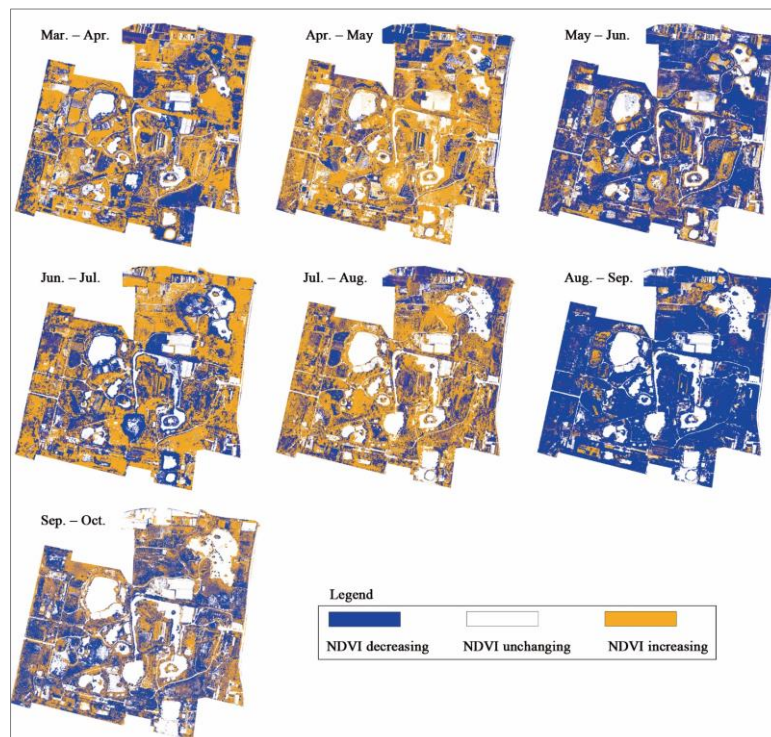 Mar. – Apr.
Apr. – May
May – Jun.
Jun. – Jul.
Jul. – Aug.
Aug. – Sep.
Sep. – Oct.
Legend
NDVI decreasing
NDVI unchanging
NDVI increasing